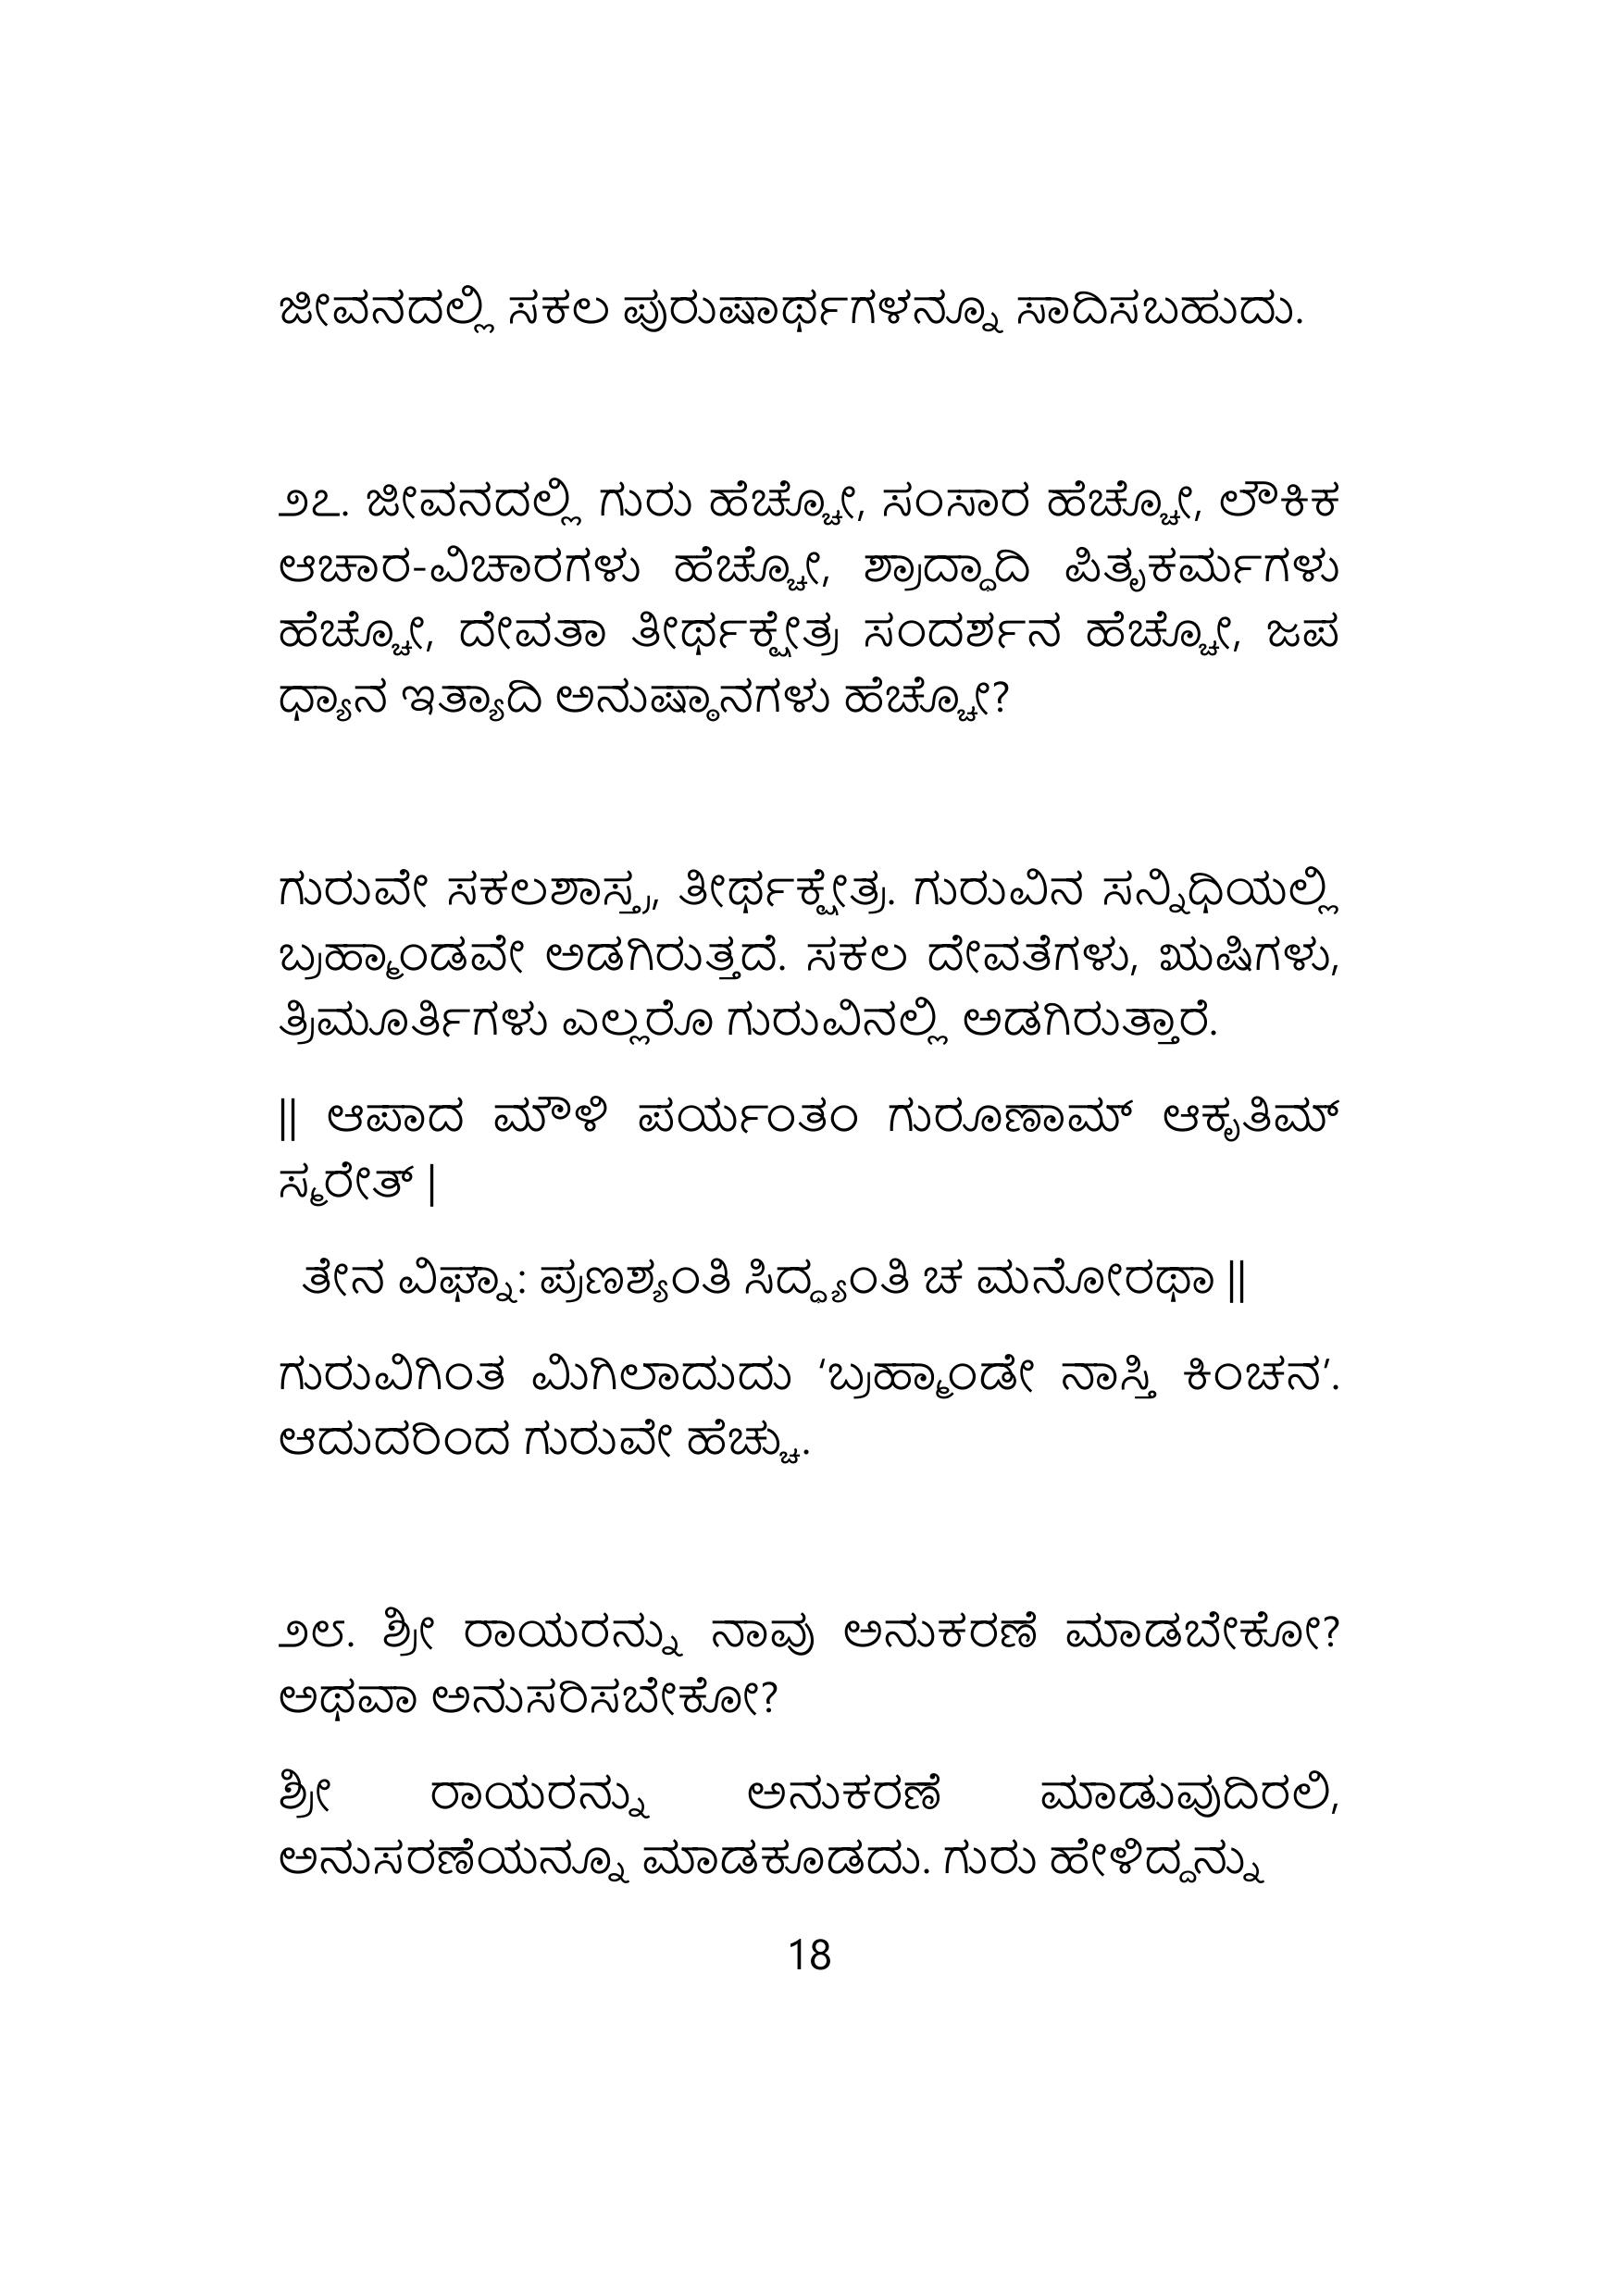 ಜೀವನದಲ್ಲಿ ಸಕಲ ಪುರುಷಾರ್ಥಗಳನ್ನೂ ಸಾದಿಸಬಹುದು.
೨೭. ಜೀವನದಲ್ಲಿ ಗುರು ಹೆಚ್ಚೋ, ಸಂಸಾರ ಹೆಚ್ಚೋ, ಲೌಕಿಕ
ಆಚಾರ-ವಿಚಾರಗಳು ಹೆಚ್ಚೋ, ಶ್ರಾದ್ಧಾದಿ ಪಿತೃಕರ್ಮಗಳು
ಹೆಚ್ಚೋ, ದೇವತಾ ತೀರ್ಥಕ್ಷೇತ್ರ ಸಂದರ್ಶನ ಹೆಚ್ಚೋ, ಜಪ
ಧ್ಯಾನ ಇತ್ಯಾದಿ ಅನುಷ್ಠಾನಗಳು ಹೆಚ್ಚೋ?
ಗುರುವೇ ಸಕಲಶಾಸ್ತ್ರ, ತೀರ್ಥಕ್ಷೇತ್ರ. ಗುರುವಿನ ಸನ್ನಿಧಿಯಲ್ಲಿ
ಬ್ರಹ್ಮಾಂಡವೇ ಅಡಗಿರುತ್ತದೆ. ಸಕಲ ದೇವತೆಗಳು, ಋಷಿಗಳು,
ತ್ರಿಮೂರ್ತಿಗಳು ಎಲ್ಲರೊ ಗುರುವಿನಲ್ಲಿ ಅಡಗಿರುತ್ತಾರೆ.
|| ಆಪಾದ ಮೌಳಿ ಪರ್ಯಂತಂ ಗುರೂಣಾಮ್ ಆಕೃತಿಮ್
ಸ್ಮರೇತ್ |
ತೇನ ವಿಘ್ನಾ: ಪ್ರಣಶ್ಯಂತಿ ಸಿದ್ಧ್ಯಂತಿ ಚ ಮನೋರಥಾ ||
ಗುರುವಿಗಿಂತ ಮಿಗಿಲಾದುದು ‘ಬ್ರಹ್ಮಾಂಡೇ ನಾಸ್ತಿ ಕಿಂಚನ’.
ಆದುದರಿಂದ ಗುರುವೇ ಹೆಚ್ಚು.
೨೮. ಶ್ರೀ ರಾಯರನ್ನು ನಾವು ಅನುಕರಣೆ ಮಾಡಬೇಕೋ?
ಅಥವಾ ಅನುಸರಿಸಬೇಕೋ?
ಶ್ರೀ ರಾಯರನ್ನು ಅನುಕರಣೆ ಮಾಡುವುದಿರಲಿ,
ಅನುಸರಣೆಯನ್ನೂ ಮಾಡಕೂಡದು. ಗುರು ಹೇಳಿದ್ದನ್ನು
18